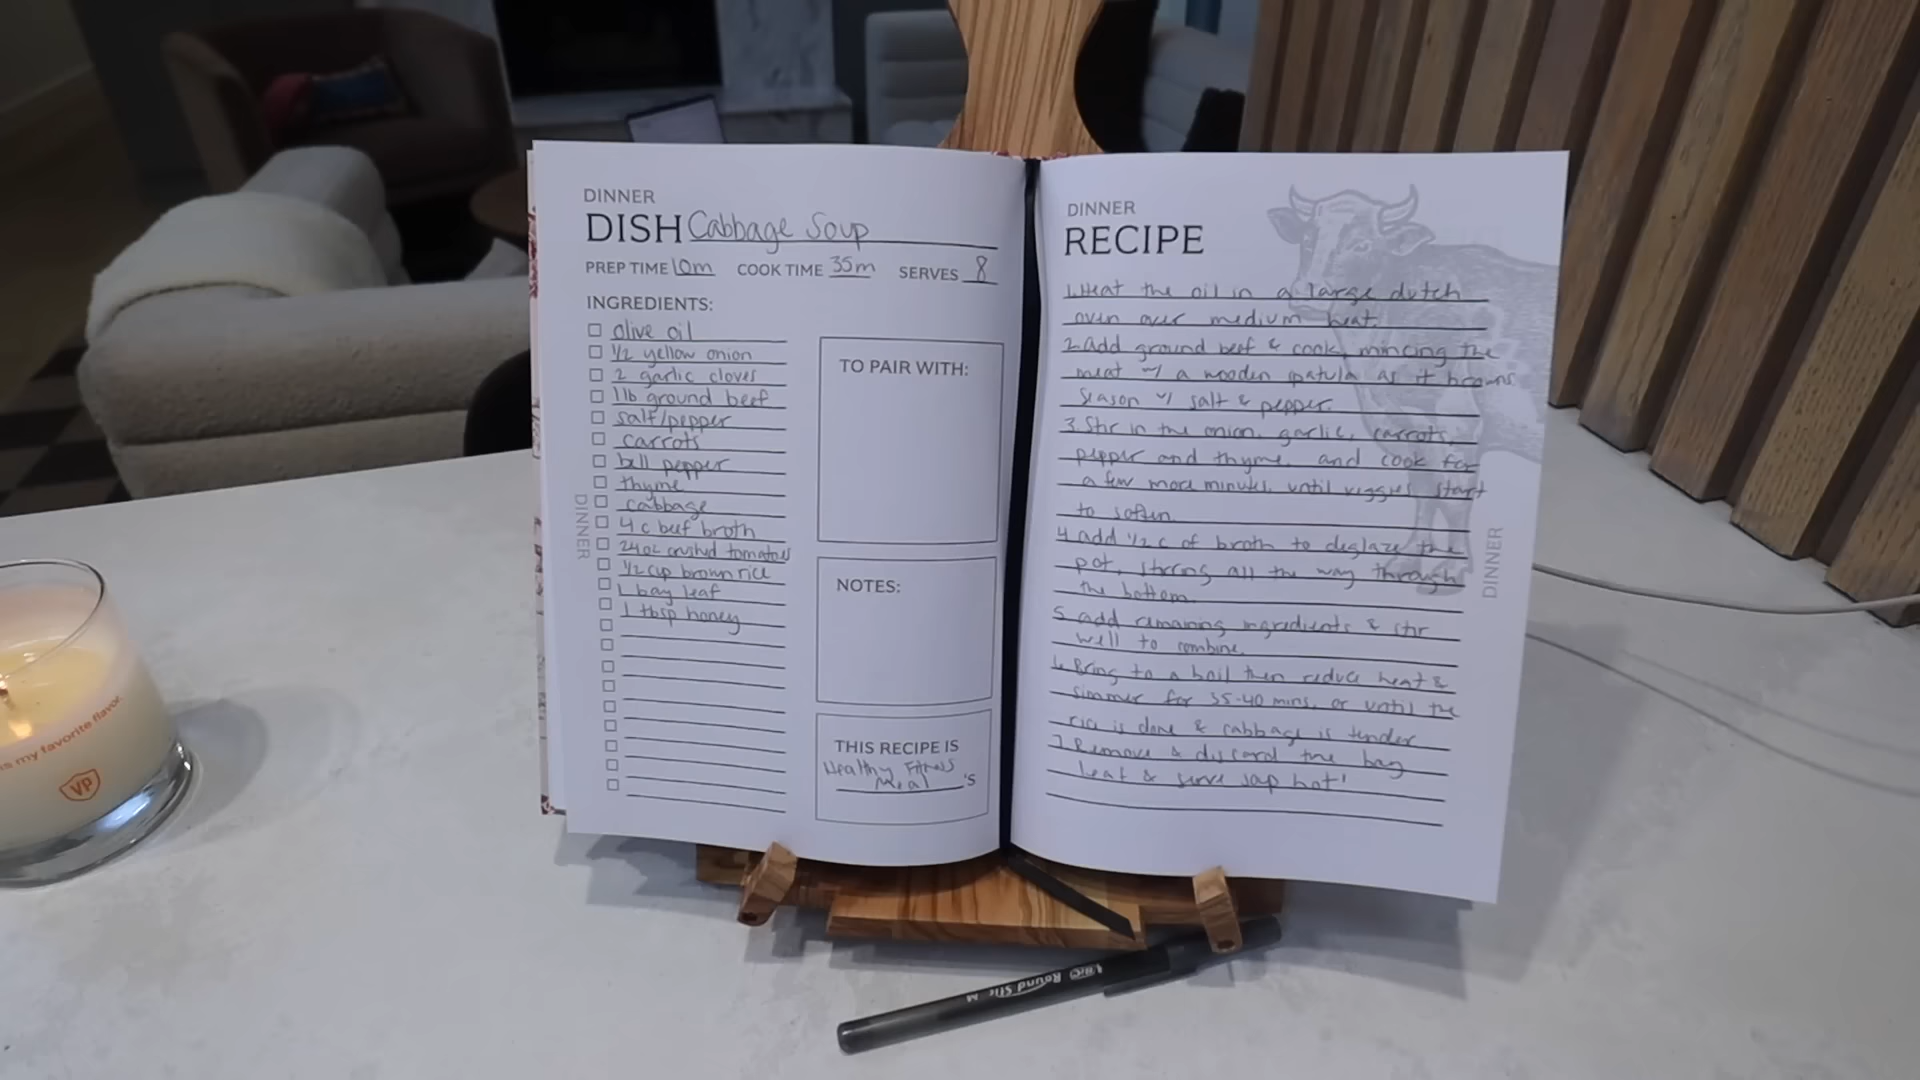 DINNER
DISH Cabbage Soup
PREP TIME 10m COOK TIME 35m SERVES 8
INGREDIENTS:
olive oil
1/2 yellow onion
2 garlic cloves
1lb ground beef
salt/pepper
carrots
bell pepper
thyme
cabbage
4 c beef broth
24oz crushed tomatoes
1/2 cup brown rice
1 bay leaf
1 tbsp honey
DINNER
TO PAIR WITH:
NOTES:
THIS RECIPE IS
Healthy Fitness
Meal 'S
DINNER
RECIPE
1. Heat the oil in a large dutch
oven over medium heat.
2. add ground beef & cook, mincing the
meat w/ a wooden spatula as it browns
Season w/ salt & pepper.
3. Stir in the onion, garlic, carrots,
pepper and thyme, and cook for
a few more minutes, until veggies start
to soften
4. add 1/2 c of broth to deglaze the
pot, stirring all the way through
the bottom.
5. add remaining ingredients & stir
well to combine.
6. Bring to a boil then reduce heat &
simmer for 35-40 mins, or until the
rice is done & cabbage is tender
7. Remove & discard the bay
leaf & serve soup hot!
DINNER
is my favorite flavor
VP
BIC Round Stic M